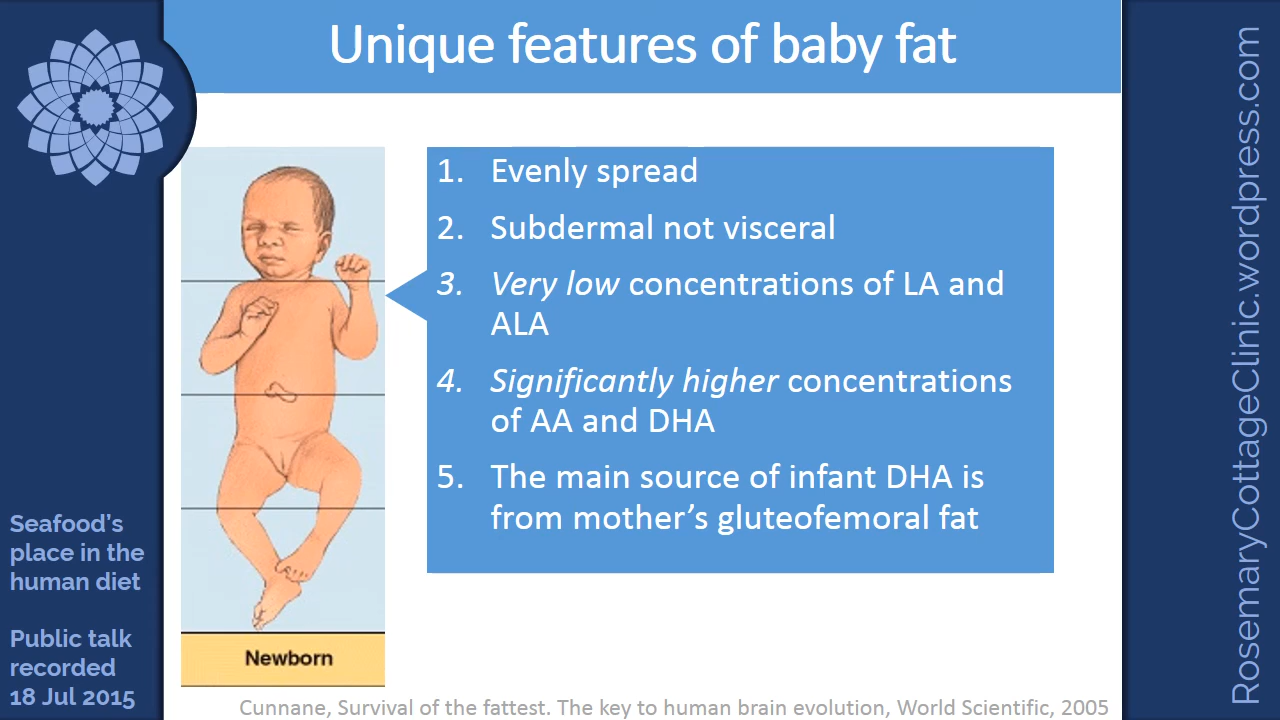 Unique features of baby fat
1. Evenly spread
2. Subdermal not visceral
3. Very low concentrations of LA and
ALA
4. Significantly higher concentrations
of AA and DHA
5. The main source of infant DHA is
from mother’s gluteofemoral fat
Newborn
Cunnane, Survival of the fattest. The key to human brain evolution, World Scientific, 2005
Seafood’s
place in the
human diet
Public talk
recorded
18 Jul 2015
RosemaryCottageClinic.wordpress.com